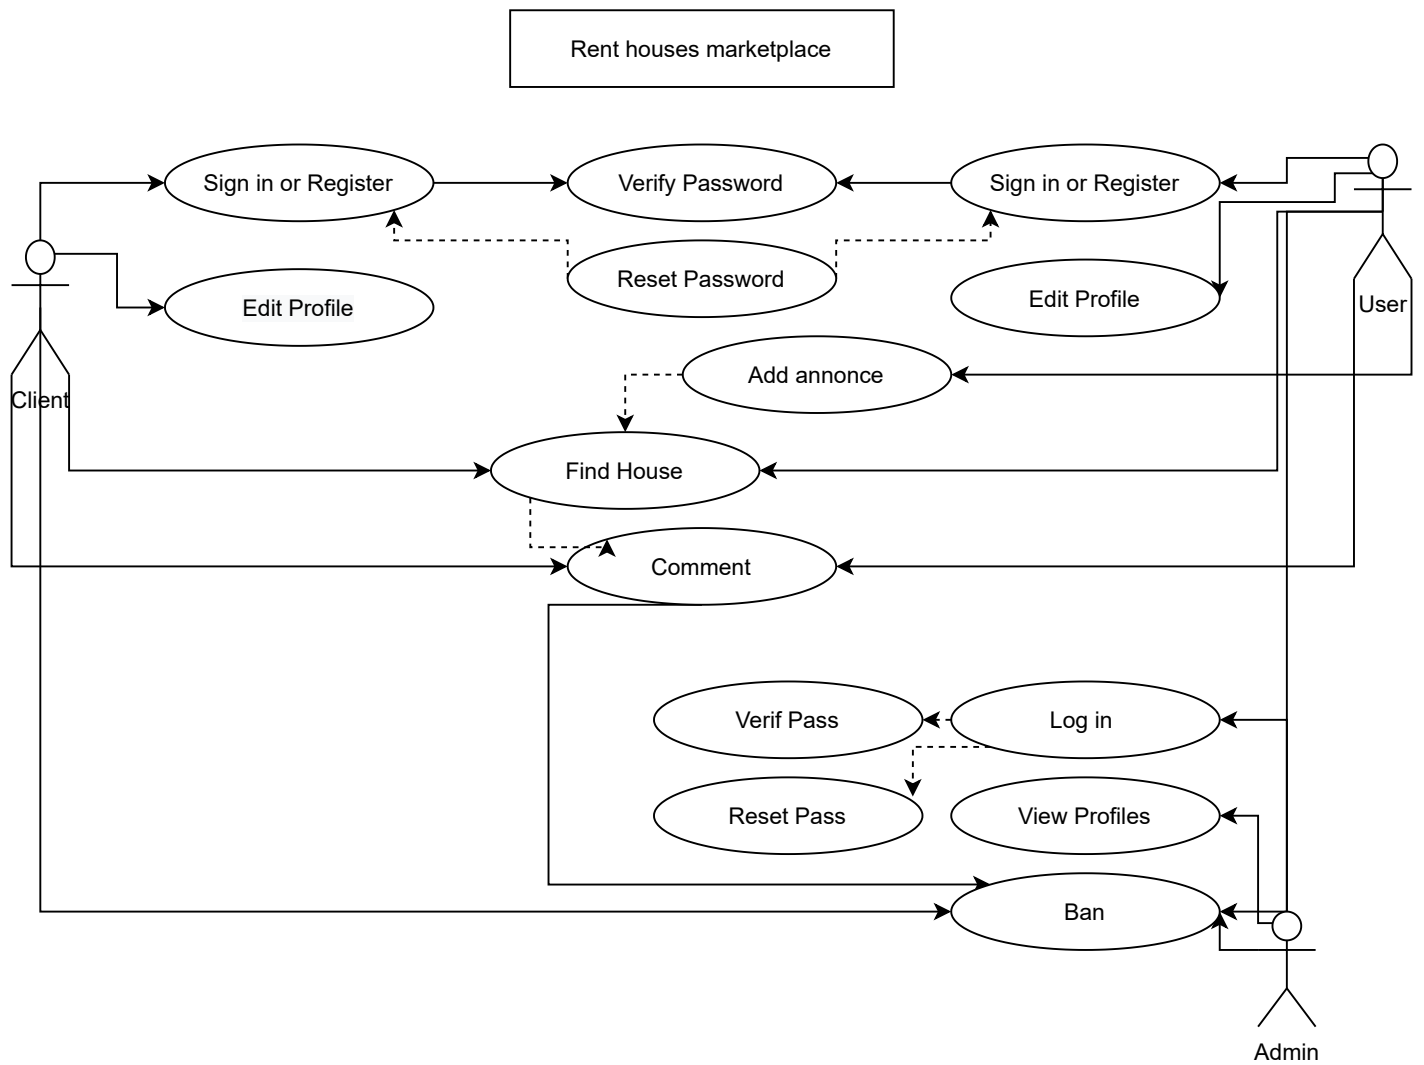 Rent houses marketplace
Sign in or Register
Verify Password
Sign in or Register
Reset Password
Edit Profile
Edit Profile
User
Add annonce
Client
Find House
Comment
Verif Pass
Log in
Reset Pass
View Profiles
Ban
Admin